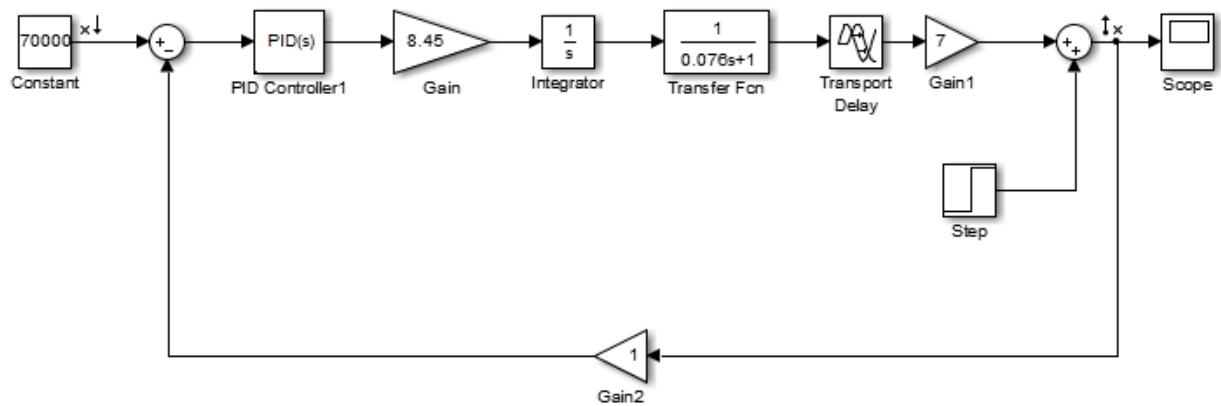 70000
Constant
×
+
−
PID(s)
PID Controller1
8.45
Gain
1
s
Integrator
1
0.076s+1
Transfer Fcn
Transport
Delay
7
Gain1
+
+
×
Scope
Step
1
Gain2